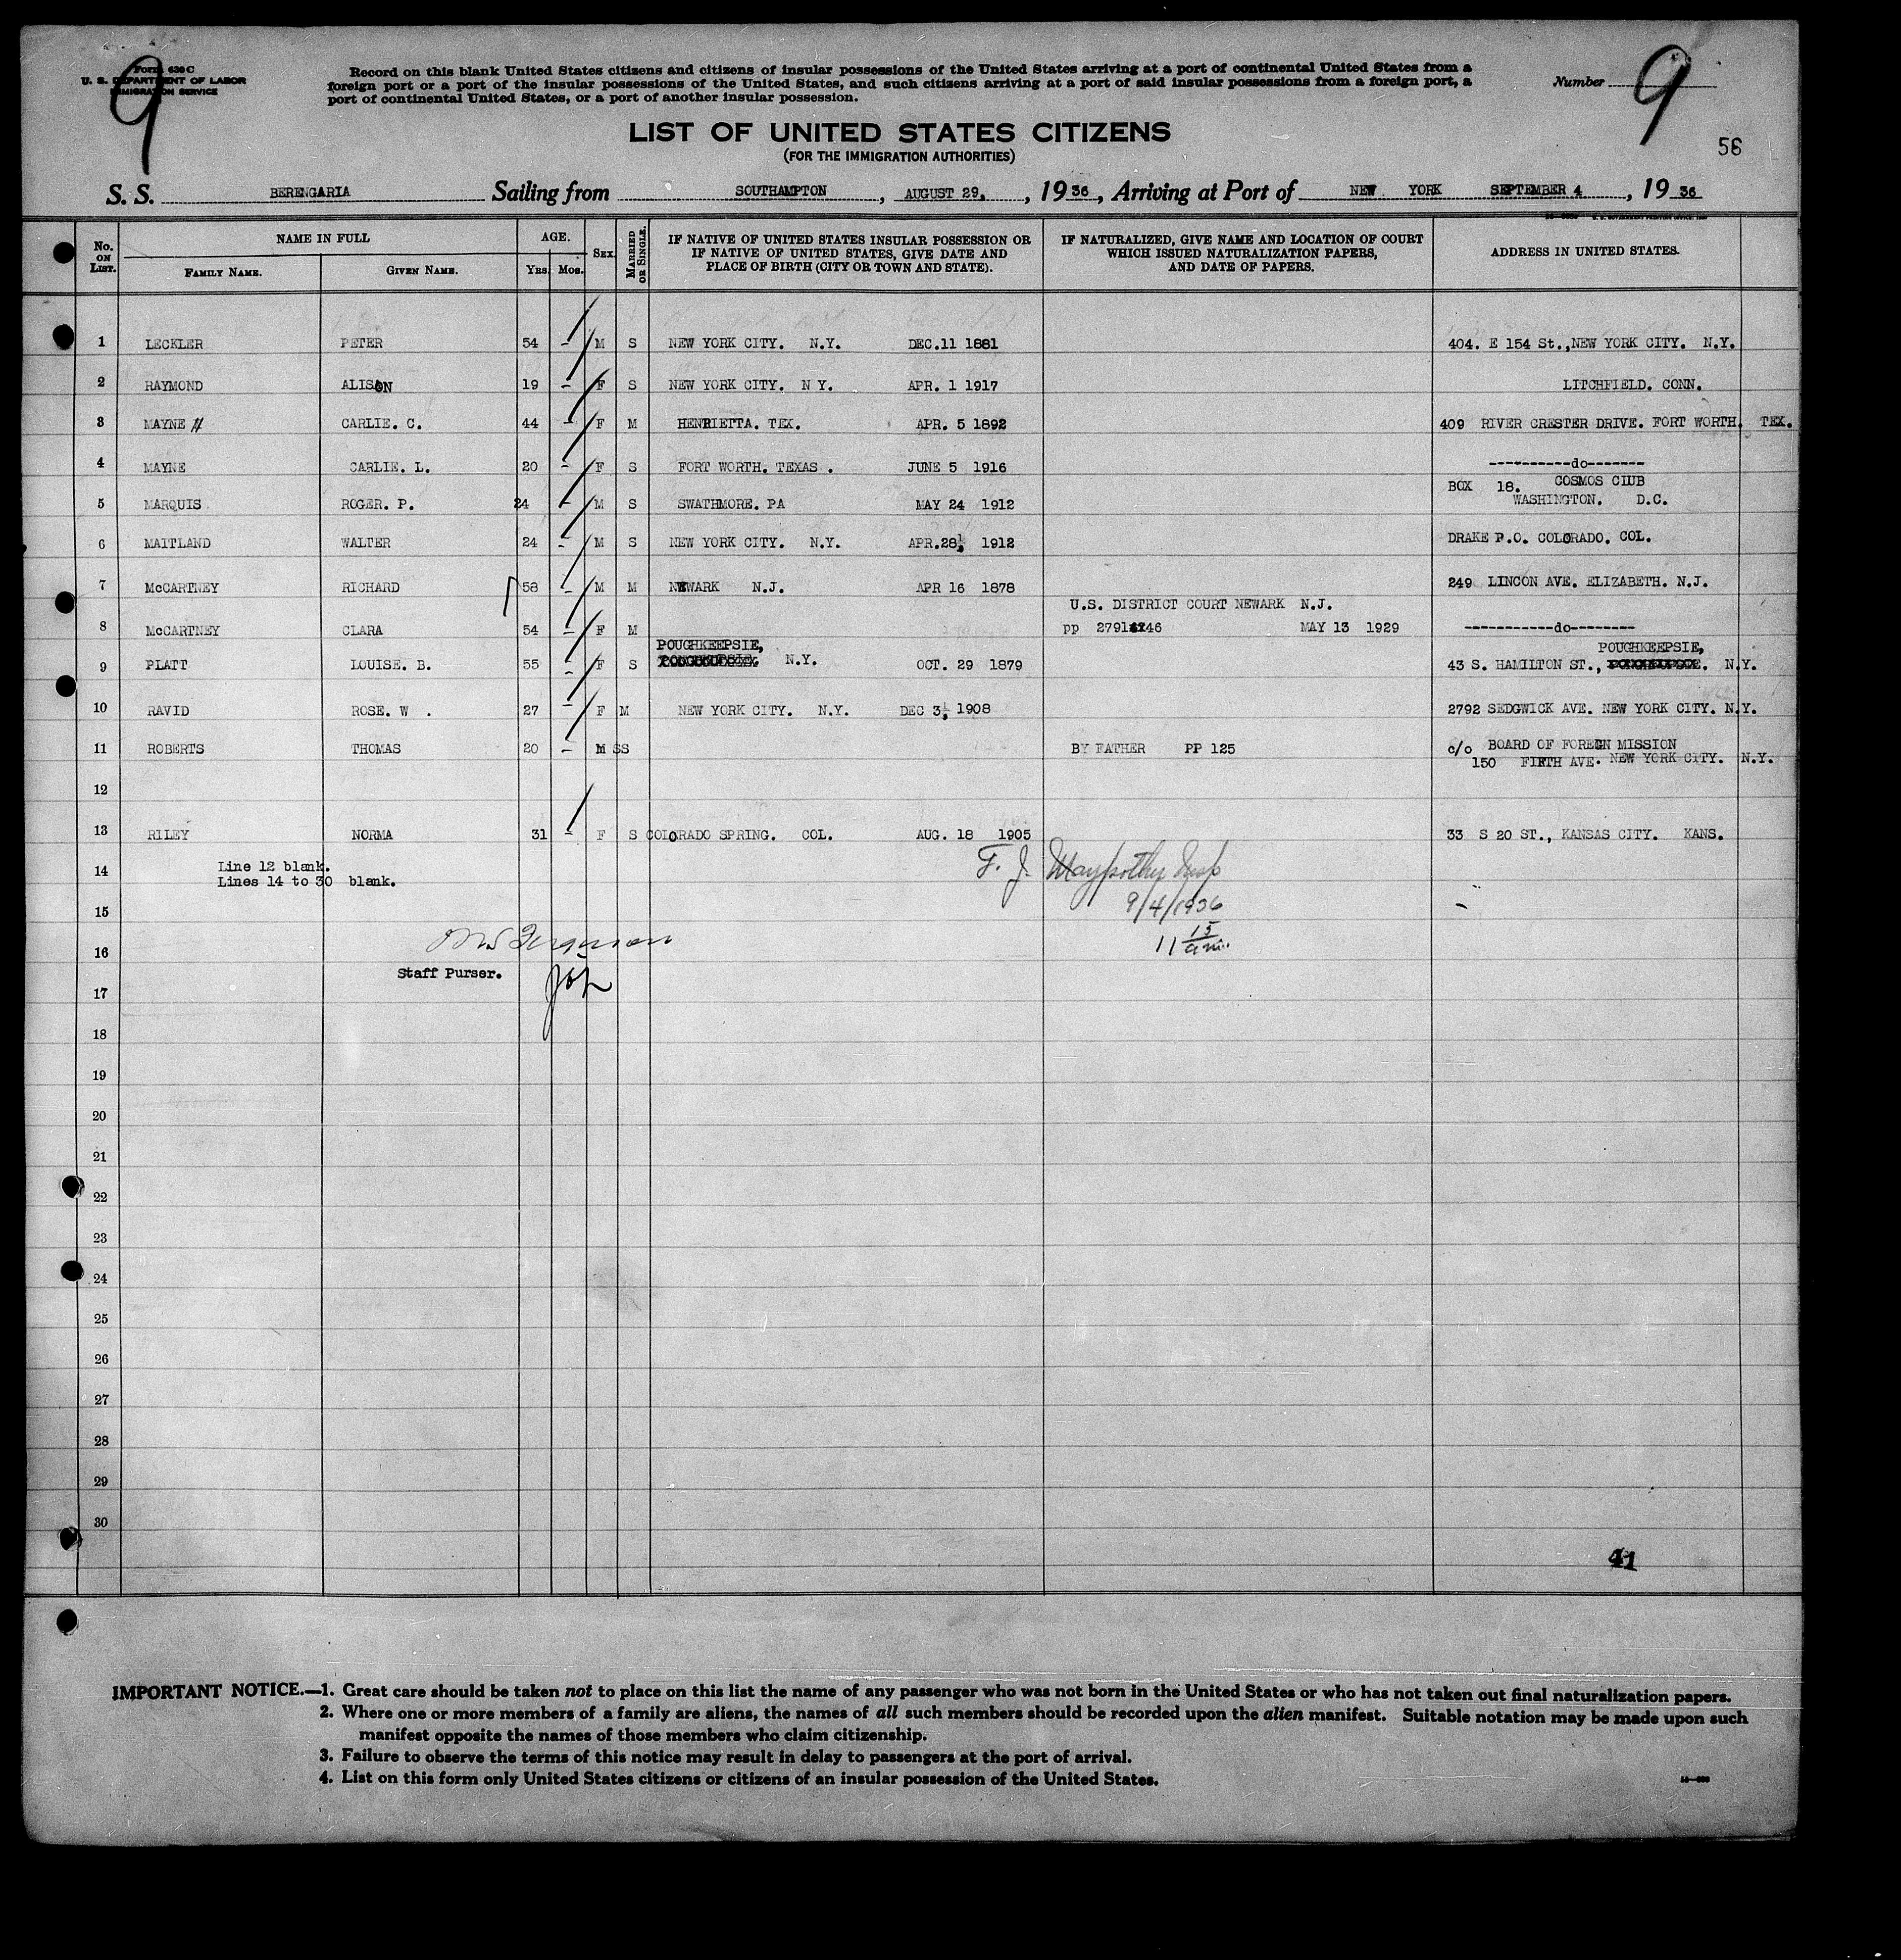 9
Form 630 C
U. S. DEPARTMENT OF LABOR
IMMIGRATION SERVICE
Record on this blank United States citizens and citizens of insular possessions of the United States arriving at a port of continental United States from a
foreign port or a port of the insular possessions of the United States, and such citizens arriving at a port of said insular possessions from a foreign port, a
port of continental United States, or a port of another insular possession.
Number 9
LIST OF UNITED STATES CITIZENS
(FOR THE IMMIGRATION AUTHORITIES)
56
S. S. BERENGARIA Sailing from SOUTHAMPTON, AUGUST 29, 1936, Arriving at Port of NEW YORK SEPTEMBER 4, 1936
No. ON LIST. NAME IN FULL FAMILY NAME. GIVEN NAME. AGE. YRS. MOS. SEX. MARRIED OR SINGLE. IF NATIVE OF UNITED STATES INSULAR POSSESSION OR IF NATIVE OF UNITED STATES, GIVE DATE AND PLACE OF BIRTH (CITY OR TOWN AND STATE). IF NATURALIZED, GIVE NAME AND LOCATION OF COURT WHICH ISSUED NATURALIZATION PAPERS, AND DATE OF PAPERS. ADDRESS IN UNITED STATES.
1 LECKLER PETER 54 – M S NEW YORK CITY. N.Y. DEC.11 1881 404. E 154 St.,NEW YORK CITY. N.Y.
2 RAYMOND ALISON 19 – F S NEW YORK CITY. N Y. APR. 1 1917 LITCHFIELD. CONN.
3 MAYNE CARLIE. C. 44 – F M HENRIETTA. TEX. APR. 5 1892 409 RIVER CRESTER DRIVE. FORT WORTH. TEX.
4 MAYNE CARLIE. L. 20 – F S FORT WORTH. TEXAS . JUNE 5 1916 ----------do-------
5 MARQUIS ROGER. P. 24 – M S SWATHMORE. PA MAY 24 1912 BOX 18. COSMOS CLUB
WASHINGTON. D.C.
6 MAITLAND WALTER 24 – M S NEW YORK CITY. N.Y. APR.28, 1912 DRAKE P.O. COLORADO. COL.
7 McCARTNEY RICHARD 58 – M M NEWARK N.J. APR 16 1878 249 LINCON AVE. ELIZABETH. N.J.
U.S. DISTRICT COURT NEWARK N.J.
8 McCARTNEY CLARA 54 – F M pp MAY 13 1929 -----------do--------
POUGHKEEPSIE, POUGHKEEPSIE,
9 PLATT LOUISE. B. 55 – F S N.Y. OCT. 29 1879 43 S. HAMILTON ST., N.Y.
10 RAVID ROSE. W . 27 – F M NEW YORK CITY. N.Y. DEC 3, 1908 2792 SEDGWICK AVE. NEW YORK CITY. N.Y.
11 ROBERTS THOMAS 20 – M SS BY FATHER PP 125 c/o BOARD OF FOREIGN MISSION
150 FIFTH AVE. NEW YORK CITY. N.Y.
12
13 RILEY NORMA 31 – F S COLORADO SPRING. COL. AUG. 18 1905 33 S 20 ST., KANSAS CITY. KANS.
Line 12 blank.
14 Lines 14 to 30 blank.
F. J.
9/4/1936
15
11 15 a.m.
Ferguson
16
Staff Purser.
17
18
19
20
21
22
23
24
25
26
27
28
29
30
41
IMPORTANT NOTICE.—1. Great care should be taken not to place on this list the name of any passenger who was not born in the United States or who has not taken out final naturalization papers.
2. Where one or more members of a family are aliens, the names of all such members should be recorded upon the alien manifest. Suitable notation may be made upon such
manifest opposite the names of those members who claim citizenship.
3. Failure to observe the terms of this notice may result in delay to passengers at the port of arrival.
4. List on this form only United States citizens or citizens of an insular possession of the United States.